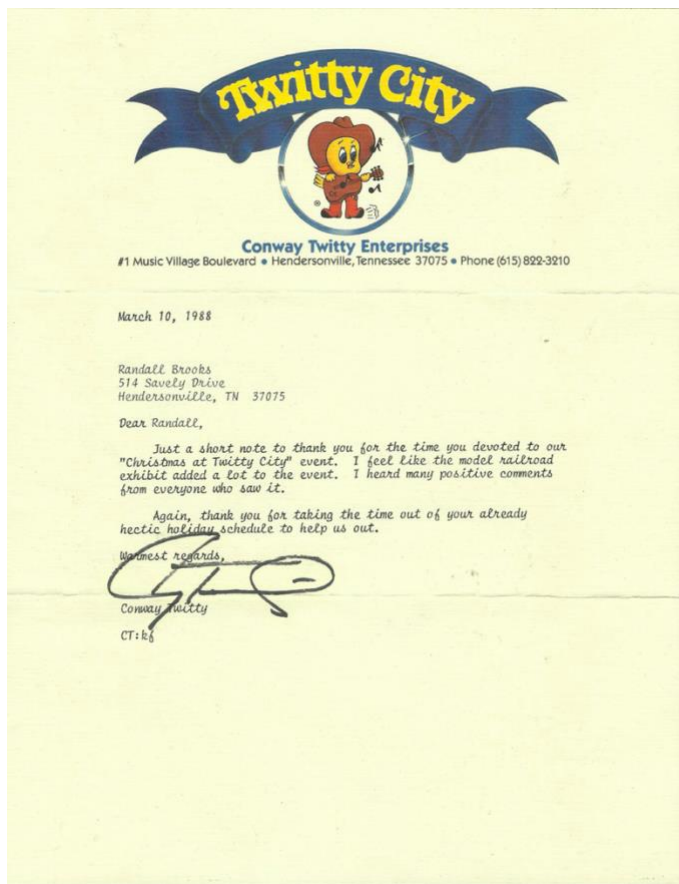 Twitty City
®
Conway Twitty Enterprises
#1 Music Village Boulevard • Hendersonville, Tennessee 37075 • Phone (615) 822-3210
March 10, 1988
Randall Brooks
514 Savely Drive
Hendersonville, TN 37075
Dear Randall,
Just a short note to thank you for the time you devoted to our
"Christmas at Twitty City" event. I feel like the model railroad
exhibit added a lot to the event. I heard many positive comments
from everyone who saw it.
Again, thank you for taking the time out of your already
hectic holiday schedule to help us out.
Warmest regards,
Conway Twitty
CT:kf